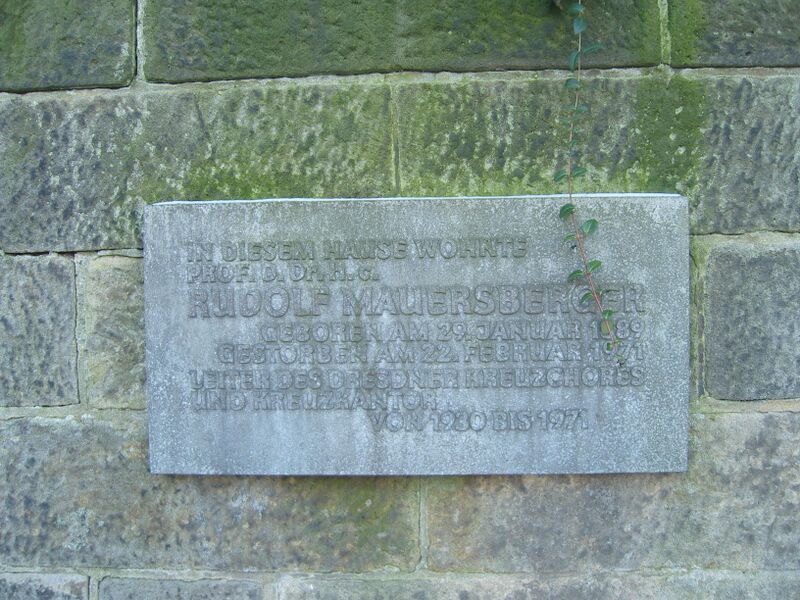 IN DIESEM HAUSE WOHNTE
PROF. D. Dr. H. c.
RUDOLF MAUERSBERGER
GEBOREN AM 29. JANUAR 1889
GESTORBEN AM 22. FEBRUAR 1971
LEITER DES DRESDNER KREUZCHORES
UND KREUZKANTOR
VON 1930 BIS 1971